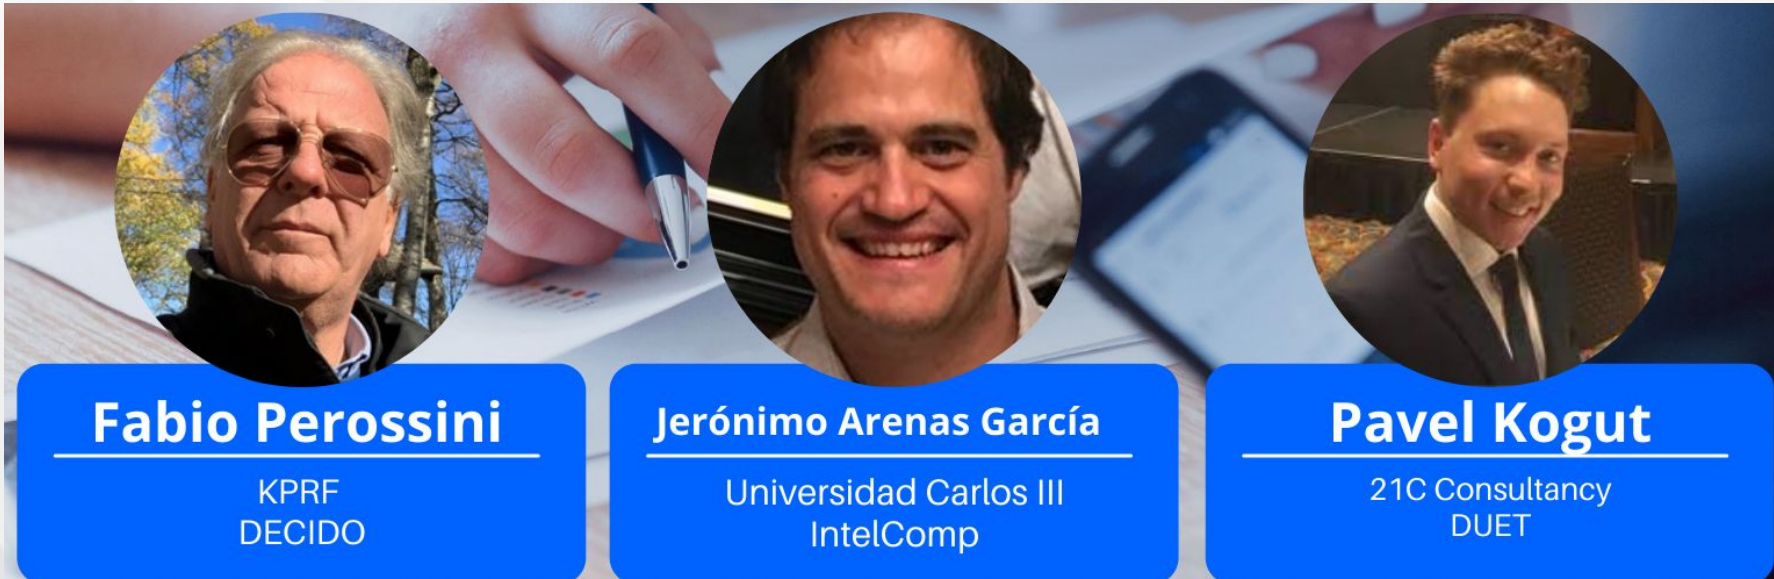 Fabio Perossini
KPRF
DECIDO
Jerónimo Arenas García
Universidad Carlos III
IntelComp
Pavel Kogut
21C Consultancy
DUET